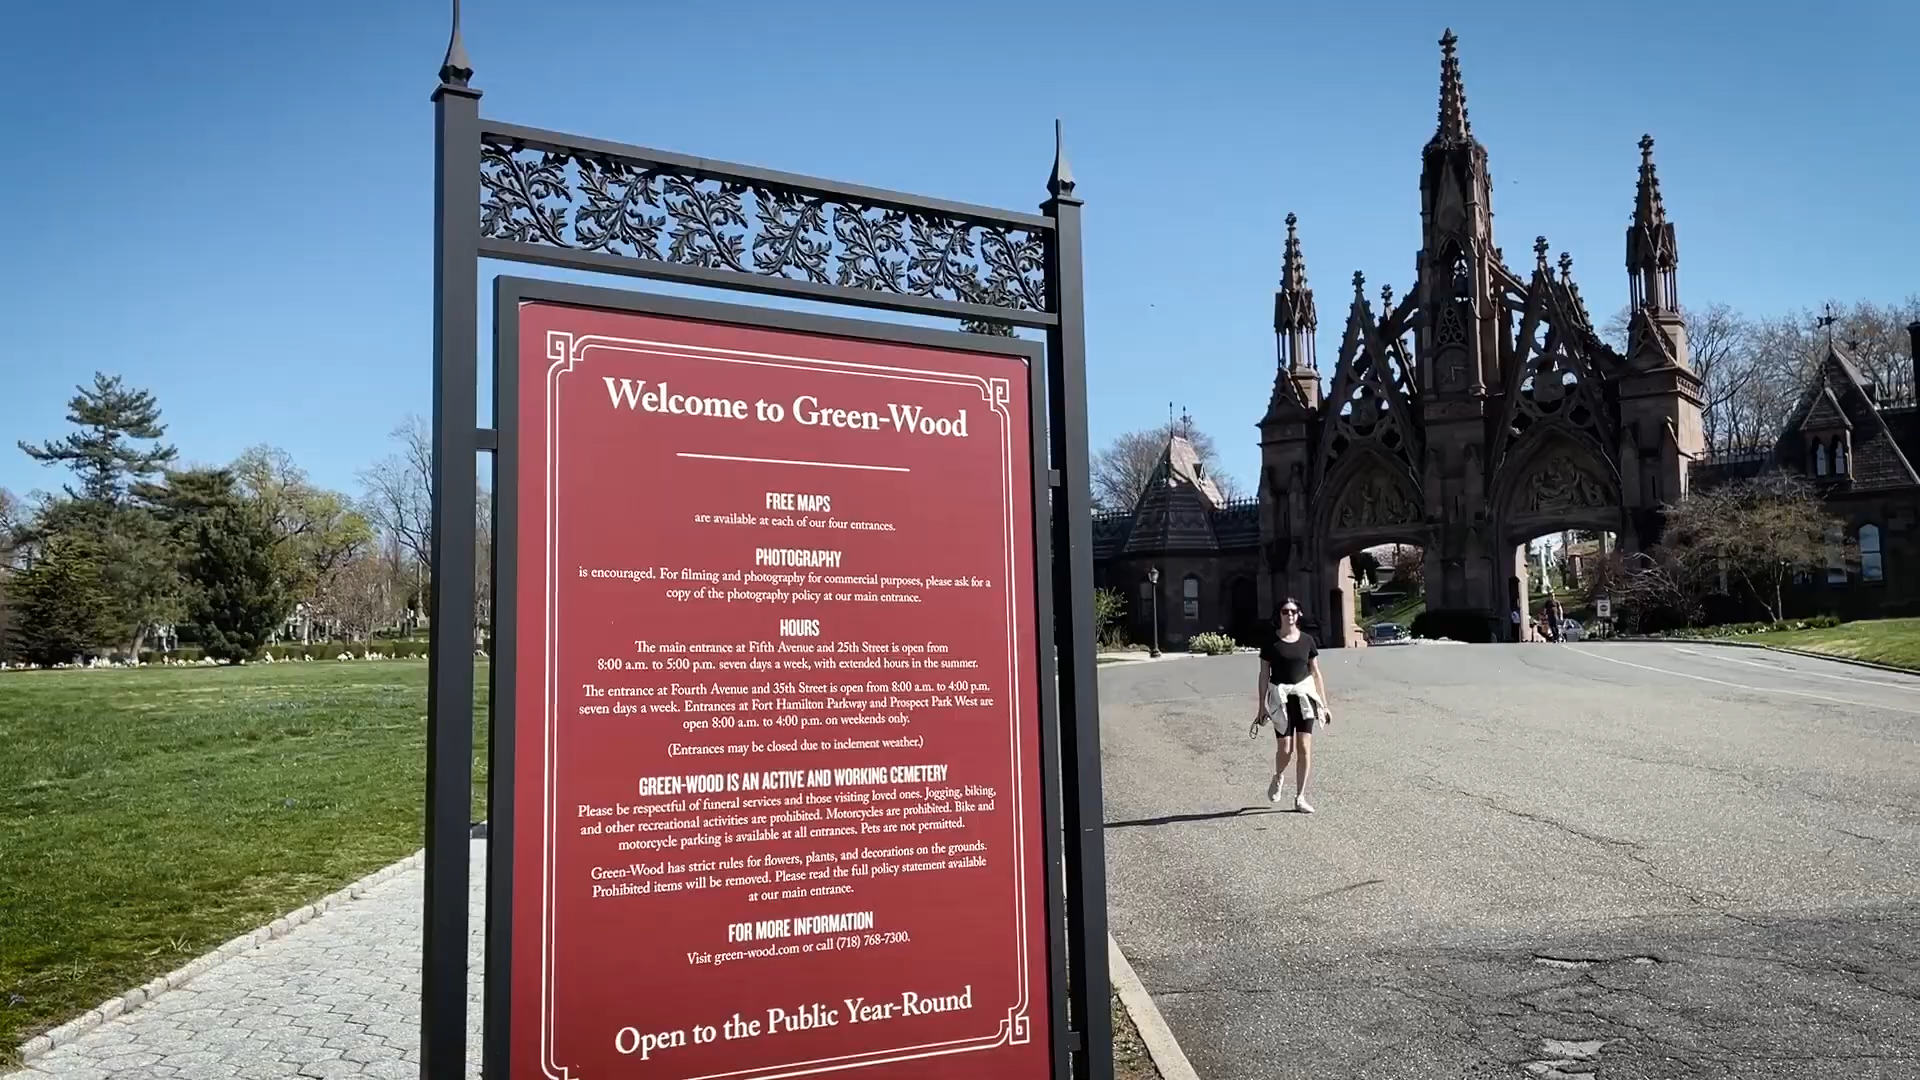 Welcome to Green-Wood
FREE MAPS
are available at each of our four entrances.
PHOTOGRAPHY
is encouraged. For filming and photography for commercial purposes, please ask for a
copy of the photography policy at our main entrance.
HOURS
The main entrance at Fifth Avenue and 25th Street is open from
8:00 a.m. to 5:00 p.m. seven days a week, with extended hours in the summer.
The entrance at Fourth Avenue and 35th Street is open from 8:00 a.m. to 4:00 p.m.
seven days a week. Entrances at Fort Hamilton Parkway and Prospect Park West are
open 8:00 a.m. to 4:00 p.m. on weekends only.
(Entrances may be closed due to inclement weather.)
GREEN-WOOD IS AN ACTIVE AND WORKING CEMETERY
Please be respectful of funeral services and those visiting loved ones. Jogging, biking,
and other recreational activities are prohibited. Motorcycles are prohibited. Bike and
motorcycle parking is available at all entrances. Pets are not permitted.
Green-Wood has strict rules for flowers, plants, and decorations on the grounds.
Prohibited items will be removed. Please read the full policy statement available
at our main entrance.
FOR MORE INFORMATION
Visit green-wood.com or call (718) 768-7300.
Open to the Public Year-Round